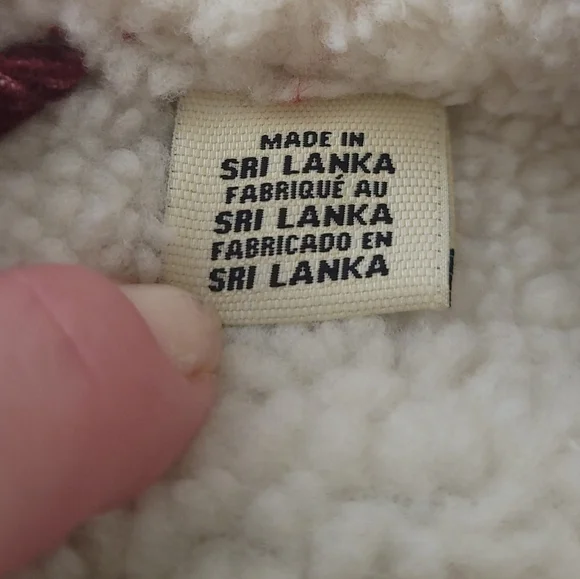 MADE IN
SRI LANKA
FABRIQUÉ AU
SRI LANKA
FABRICADO EN
SRI LANKA